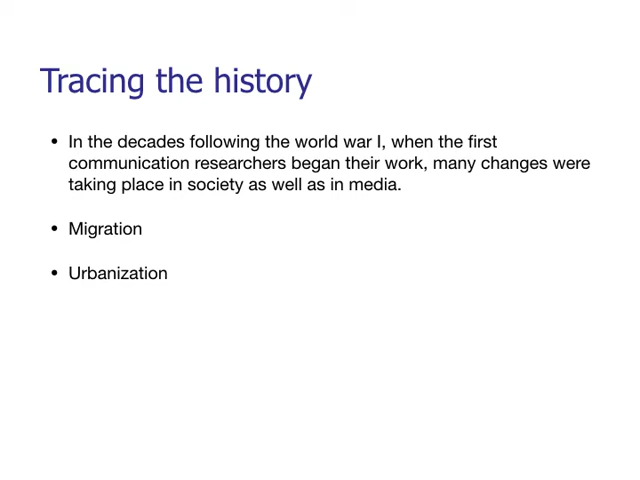 Tracing the history
• In the decades following the world war I, when the first
communication researchers began their work, many changes were
taking place in society as well as in media.
• Migration
• Urbanization